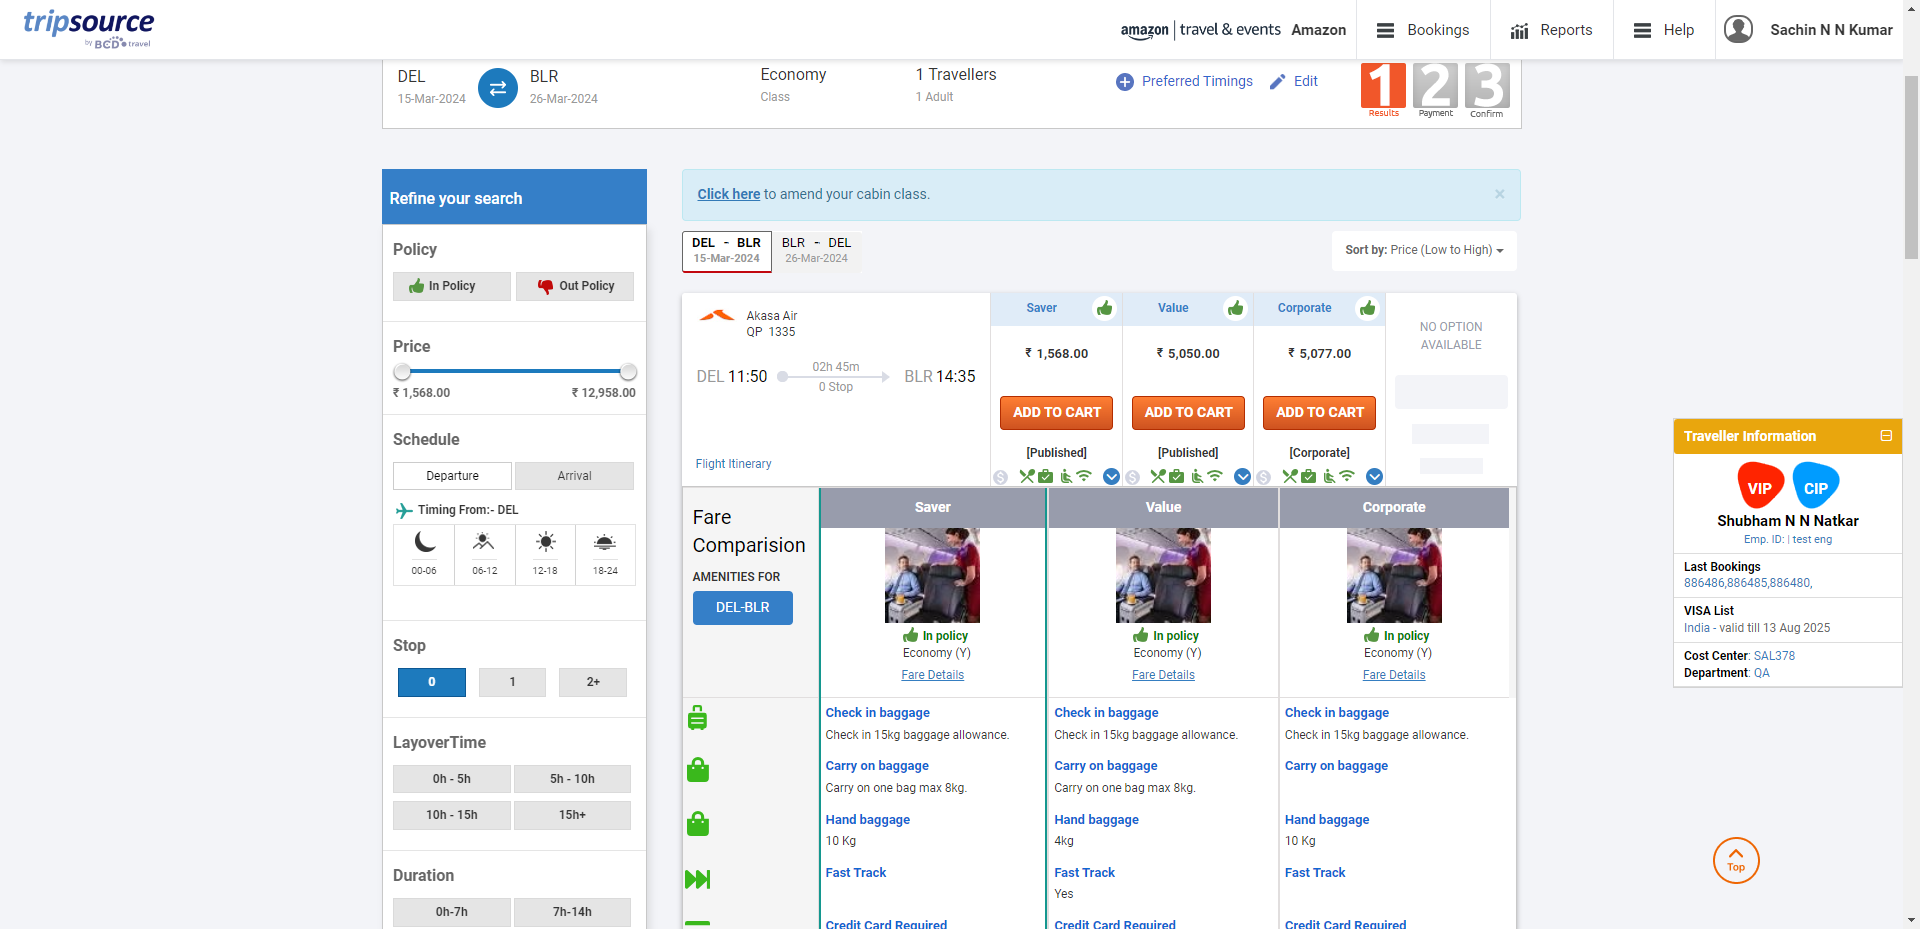 tripsource
by BCD travel
amazon | travel & events Amazon
Bookings
Reports
Help
Sachin N N Kumar
DEL
15-Mar-2024
BLR
26-Mar-2024
Economy
Class
1 Travellers
1 Adult
Preferred Timings
Edit
1
Results
2
Payment
3
Confirm
Refine your search
Policy
In Policy
Out Policy
Price
₹ 1,568.00
₹ 12,958.00
Schedule
Departure
Arrival
Timing From:- DEL
00-06
06-12
12-18
18-24
Stop
0
1
2+
LayoverTime
0h - 5h
5h - 10h
10h - 15h
15h+
Duration
0h-7h
7h-14h
Click here to amend your cabin class.
×
DEL - BLR
15-Mar-2024
BLR - DEL
26-Mar-2024
Sort by: Price (Low to High)
Akasa Air
QP 1335
DEL 11:50
02h 45m
0 Stop
BLR 14:35
Flight Itinerary
Saver
₹ 1,568.00
ADD TO CART
[Published]
Value
₹ 5,050.00
ADD TO CART
[Published]
Corporate
₹ 5,077.00
ADD TO CART
[Corporate]
NO OPTION
AVAILABLE
Fare
Comparision
AMENITIES FOR
DEL-BLR
Saver
In policy
Economy (Y)
Fare Details
Value
In policy
Economy (Y)
Fare Details
Corporate
In policy
Economy (Y)
Fare Details
Check in baggage
Check in 15kg baggage allowance.
Check in baggage
Check in 15kg baggage allowance.
Check in baggage
Check in 15kg baggage allowance.
Carry on baggage
Carry on one bag max 8kg.
Carry on baggage
Carry on one bag max 8kg.
Carry on baggage
Hand baggage
10 Kg
Hand baggage
4kg
Hand baggage
10 Kg
Fast Track
Fast Track
Yes
Fast Track
Credit Card Required
Credit Card Required
Credit Card Required
Traveller Information
VIP
CIP
Shubham N N Natkar
Emp. ID: | test eng
Last Bookings
886486,886485,886480,
VISA List
India - valid till 13 Aug 2025
Cost Center: SAL378
Department: QA
Top